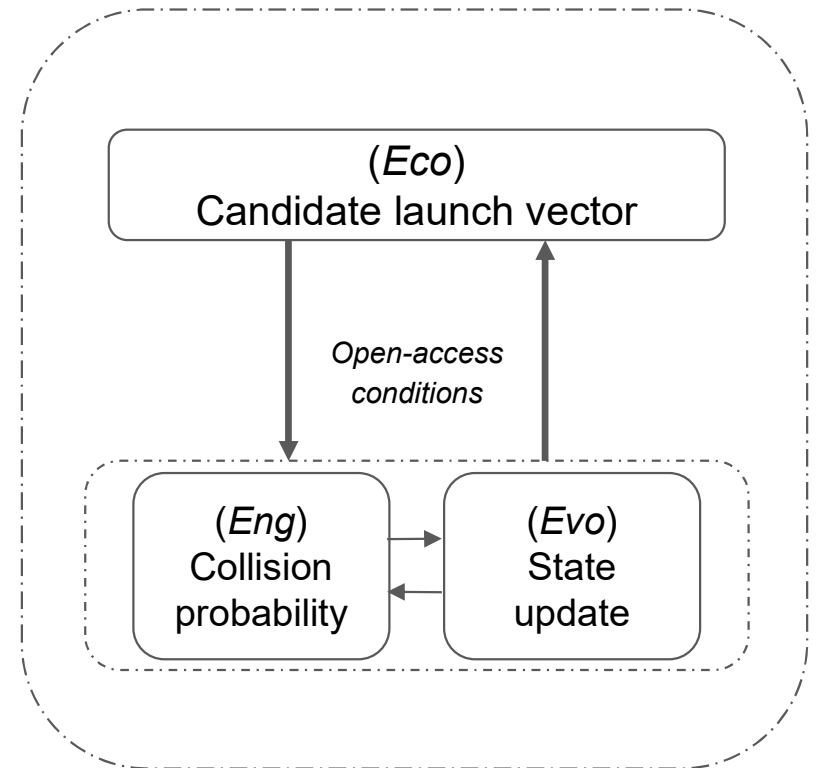 (Eco)
Candidate launch vector
Open-access
conditions
(Eng)
Collision
probability
(Evo)
State
update